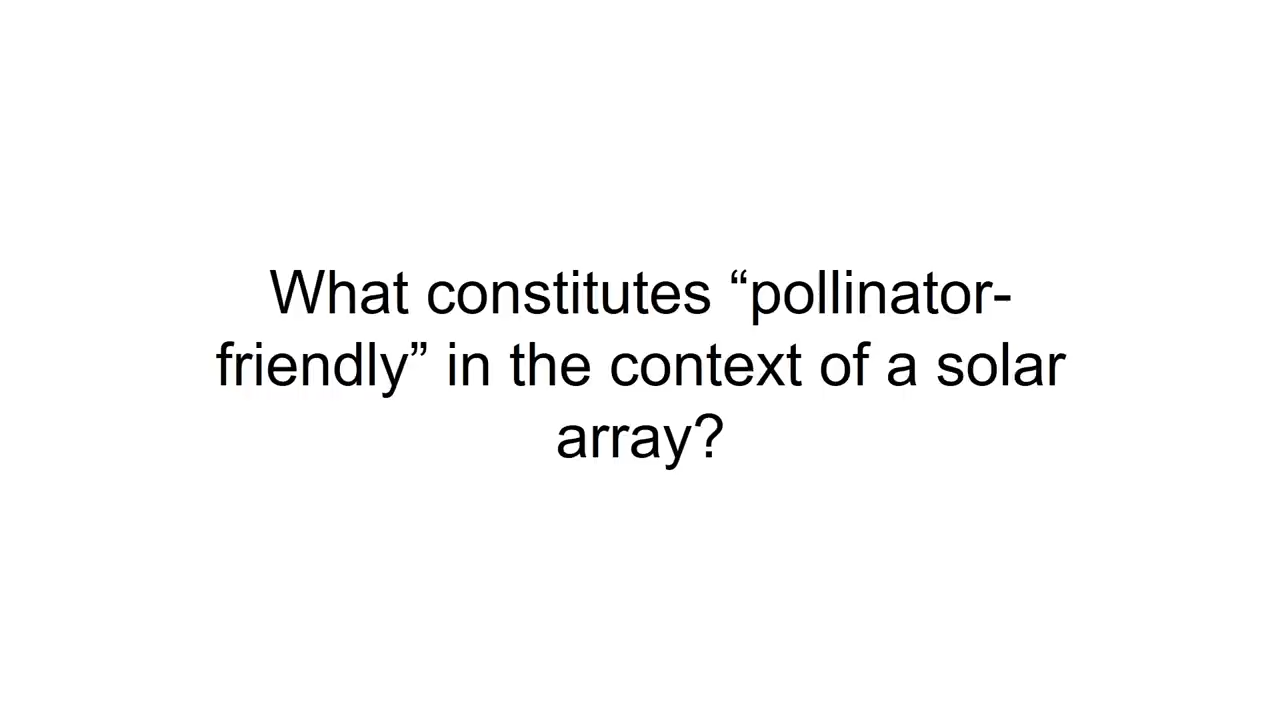 What constitutes “pollinator-
friendly” in the context of a solar
array?